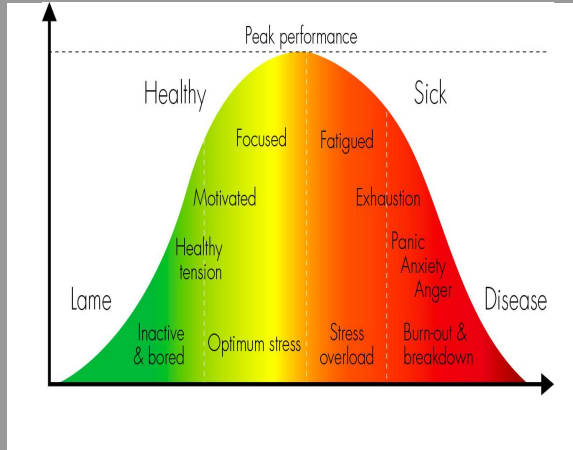 Peak performance
Healthy
Sick
Focused
Fatigued
Motivated
Exhaustion
Healthy
tension
Panic
Anxiety
Anger
Lame
Disease
Inactive
& bored
Optimum stress
Stress
overload
Burn-out &
breakdown